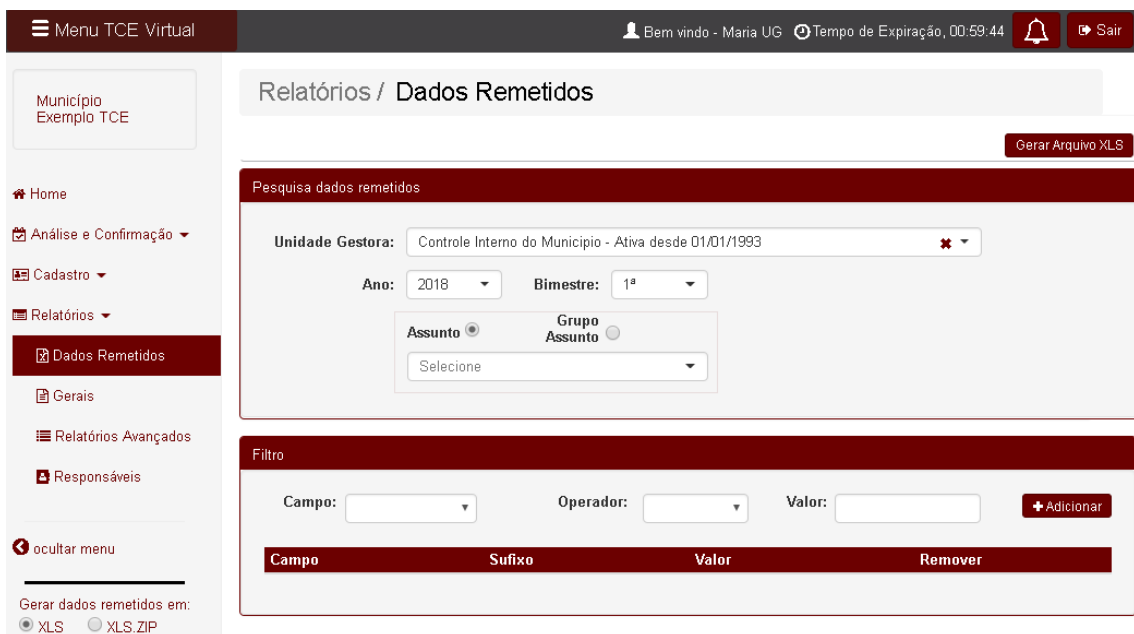 Menu TCE Virtual
Bem vindo - Maria UG Tempo de Expiração, 00:59:44 Sair
Município
Exemplo TCE
Home
Análise e Confirmação
Cadastro
Relatórios
Dados Remetidos
Gerais
Relatórios Avançados
Responsáveis
ocultar menu
Gerar dados remetidos em:
XLS XLS.ZIP
Relatórios / Dados Remetidos
Gerar Arquivo XLS
Pesquisa dados remetidos
Unidade Gestora: Controle Interno do Municipio - Ativa desde 01/01/1993
Ano: 2018 Bimestre: 1ª
Assunto Grupo
Assunto
Selecione
Filtro
Campo: Operador: Valor: Adicionar
Campo Sufixo Valor Remover